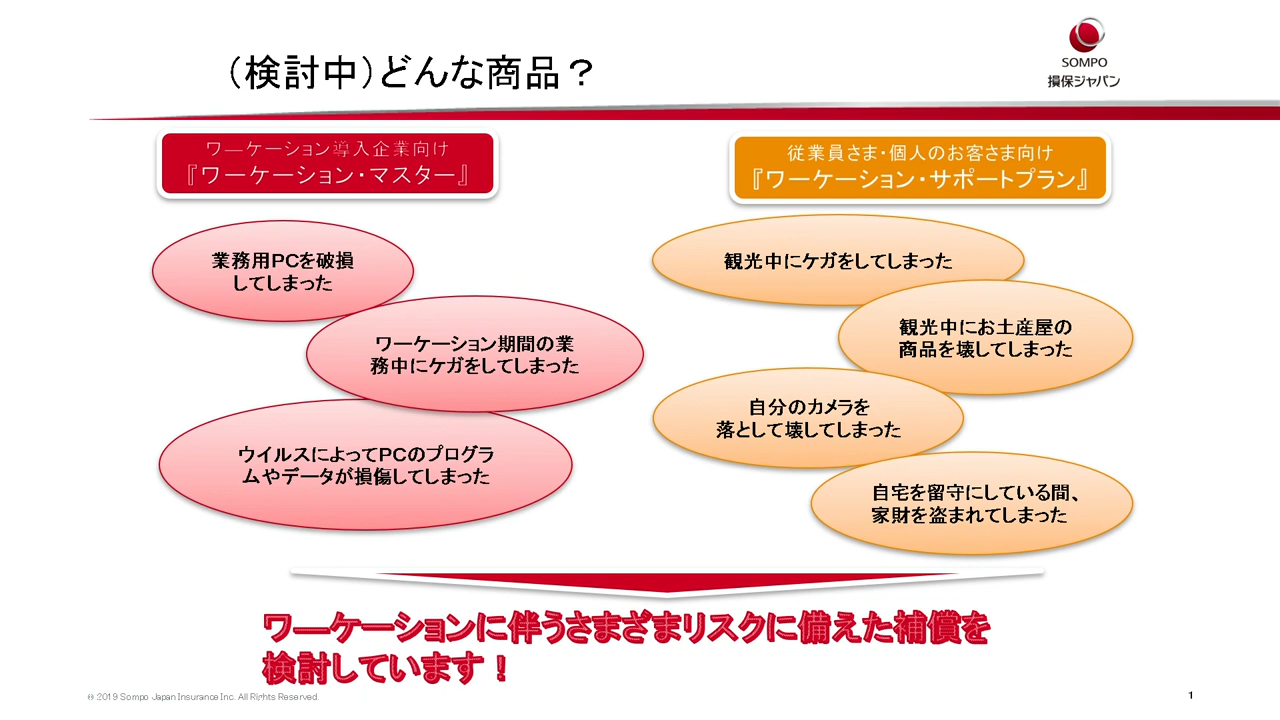 （検討中）どんな商品？
SOMPO
損保ジャパン
ワーケーション導入企業向け
『ワーケーション・マスター』
業務用PCを破損
してしまった
ワーケーション期間の業
務中にケガをしてしまった
ウイルスによってPCのプログラ
ムやデータが損傷してしまった
従業員さま・個人のお客さま向け
『ワーケーション・サポートプラン』
観光中にケガをしてしまった
観光中にお土産屋の
商品を壊してしまった
自分のカメラを
落として壊してしまった
自宅を留守にしている間、
家財を盗まれてしまった
ワーケーションに伴うさまざまリスクに備えた補償を
検討しています！
© 2019 Sompo Japan Insurance Inc. All Rights Reserved.
1